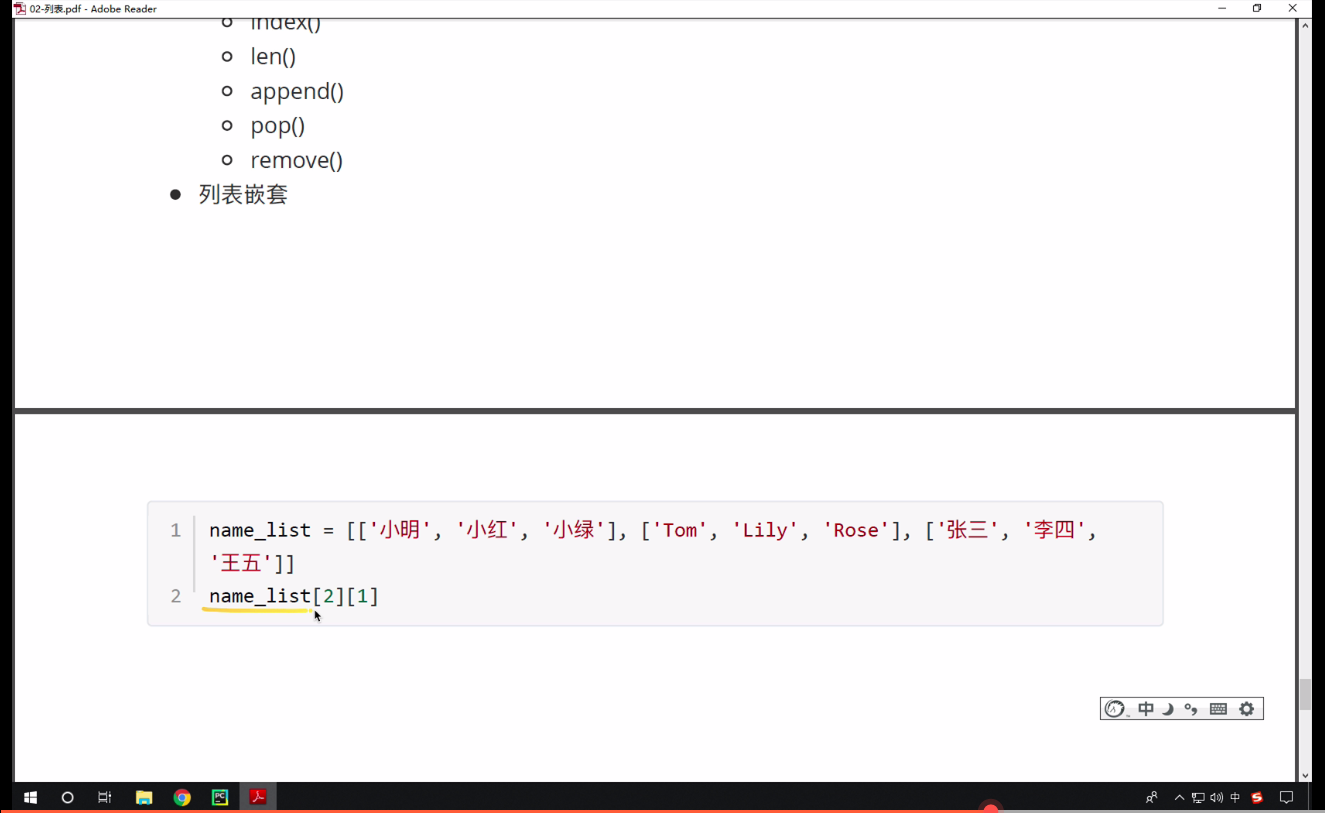 02-列表.pdf - Adobe Reader
index()
len()
append()
pop()
remove()
列表嵌套
1 name_list = [['小明', '小红', '小绿'], ['Tom', 'Lily', 'Rose'], ['张三', '李四',
'王五']]
2 name_list[2][1]
中
PC
中